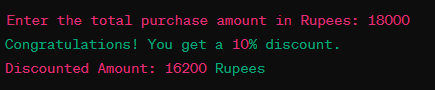 Enter the total purchase amount in Rupees: 18000
Congratulations! You get a 10% discount.
Discounted Amount: 16200 Rupees